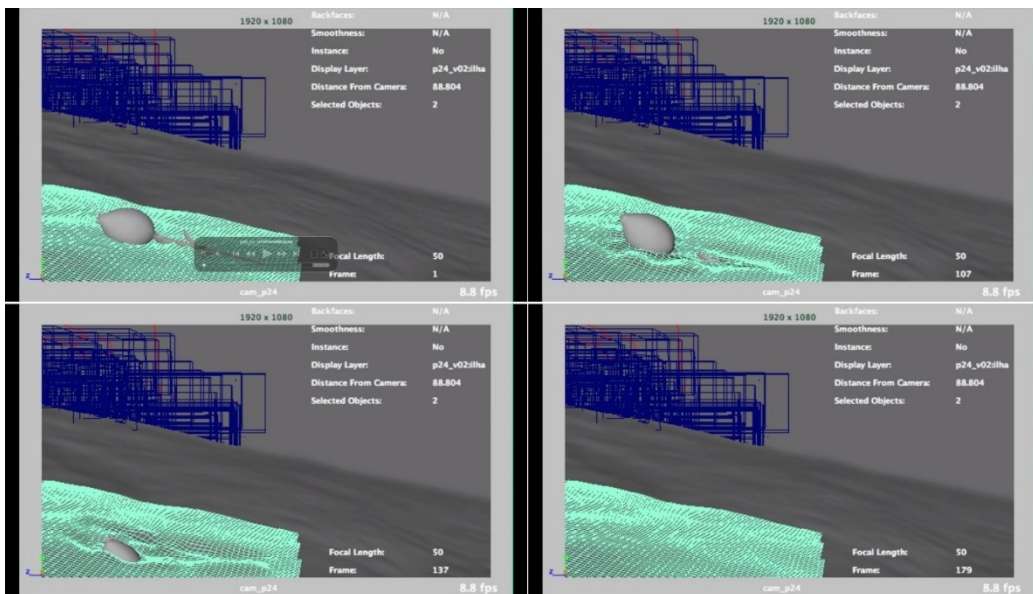 1920 x 1080
Backfaces: N/A
Smoothness: N/A
Instance: No
Display Layer: p24_v02:ilha
Distance From Camera: 88.804
Selected Objects: 2
Focal Length: 50
Frame: 1
z
cam_p24
8.8 fps
1920 x 1080
Backfaces: N/A
Smoothness: N/A
Instance: No
Display Layer: p24_v02:ilha
Distance From Camera: 88.804
Selected Objects: 2
Focal Length: 50
Frame: 107
z
cam_p24
8.8 fps
1920 x 1080
Backfaces: N/A
Smoothness: N/A
Instance: No
Display Layer: p24_v02:ilha
Distance From Camera: 88.804
Selected Objects: 2
Focal Length: 50
Frame: 137
z
cam_p24
8.8 fps
1920 x 1080
Backfaces: N/A
Smoothness: N/A
Instance: No
Display Layer: p24_v02:ilha
Distance From Camera: 88.804
Selected Objects: 2
Focal Length: 50
Frame: 179
z
cam_p24
8.8 fps